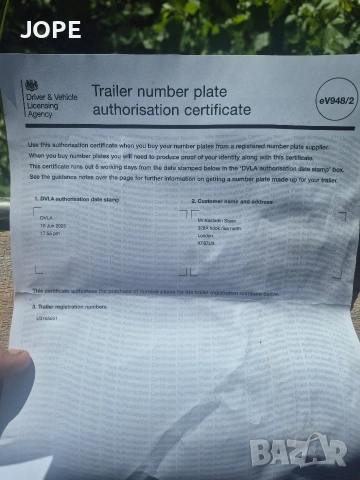 JOPE
Driver & Vehicle
Licensing
Agency
Trailer number plate
authorisation certificate
eV948/2
Use this authorisation certificate when you buy your number plates from a registered number plate supplier.
When you buy number plates you will need to produce proof of your identity along with this certificate.
This certificate runs out 5 working days from the date stamped below in the "DVLA authorisation date stamp" box.
See the guidance notes over the page for further information on getting a number plate made up for your trailer.
1. DVLA authorisation date stamp
2. Customer name and address
DVLA
17:55 pm
London
This certificate authorises the purchase of number plates for the trailer registration numbers below.
3. Trailer registration numbers
BAZAR